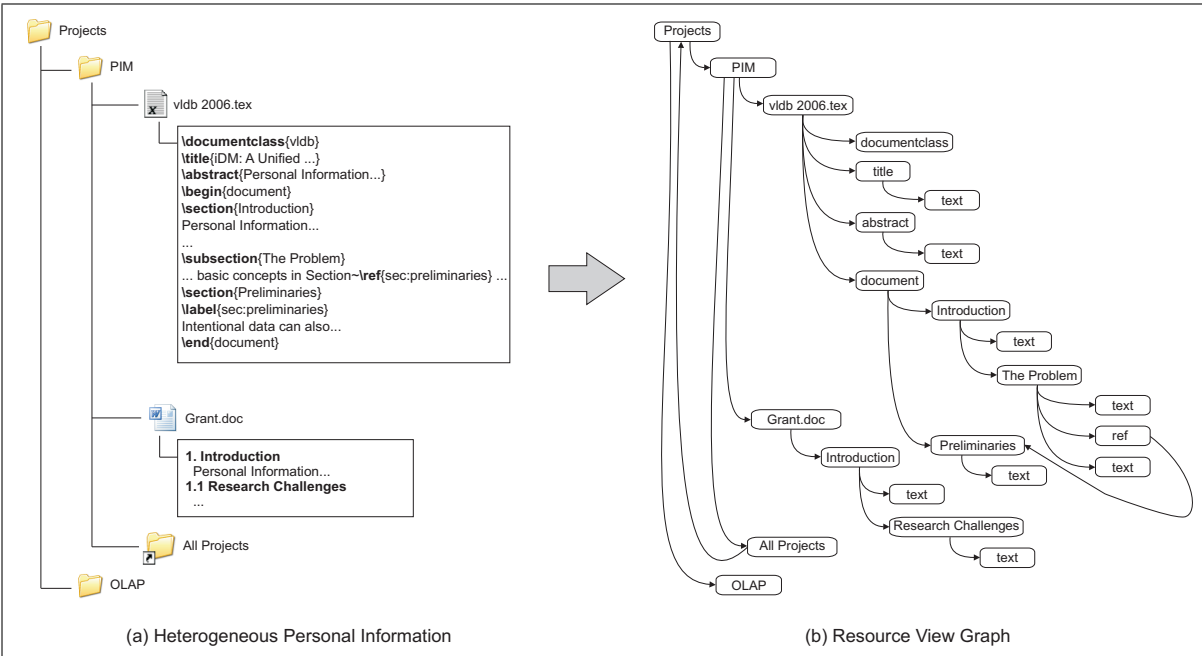 Projects
PIM
vldb 2006.tex
\documentclass{vldb}
\title{iDM: A Unified ...}
\abstract{Personal Information...}
\begin{document}
\section{Introduction}
Personal Information...
...
\subsection{The Problem}
... basic concepts in Section~\ref{sec:preliminaries} ...
\section{Preliminaries}
\label{sec:preliminaries}
Intentional data can also...
\end{document}
Grant.doc
1. Introduction
Personal Information...
1.1 Research Challenges
...
All Projects
OLAP
(a) Heterogeneous Personal Information
Projects
PIM
vldb 2006.tex
documentclass
title
text
abstract
text
document
Introduction
text
The Problem
text
ref
text
Preliminaries
text
Grant.doc
Introduction
text
Research Challenges
text
All Projects
OLAP
(b) Resource View Graph